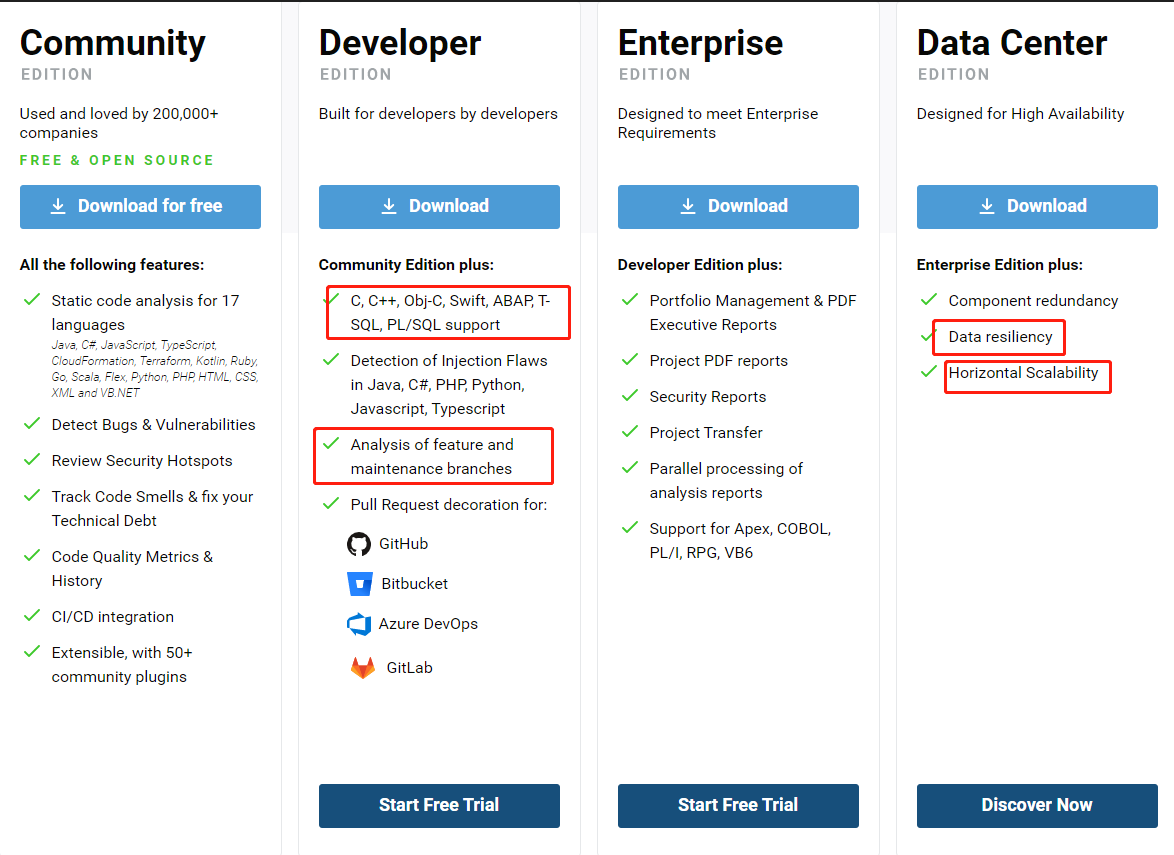 Community
EDITION
Used and loved by 200,000+
companies
FREE & OPEN SOURCE
Download for free
All the following features:
Static code analysis for 17
languages
Java, C#, JavaScript, TypeScript,
CloudFormation, Terraform, Kotlin, Ruby,
Go, Scala, Flex, Python, PHP, HTML, CSS,
XML and VB.NET
Detect Bugs & Vulnerabilities
Review Security Hotspots
Track Code Smells & fix your
Technical Debt
Code Quality Metrics &
History
CI/CD integration
Extensible, with 50+
community plugins
Developer
EDITION
Built for developers by developers
Download
Community Edition plus:
C, C++, Obj-C, Swift, ABAP, T-
SQL, PL/SQL support
Detection of Injection Flaws
in Java, C#, PHP, Python,
Javascript, Typescript
Analysis of feature and
maintenance branches
Pull Request decoration for:
GitHub
Bitbucket
Azure DevOps
GitLab
Start Free Trial
Enterprise
EDITION
Designed to meet Enterprise
Requirements
Download
Developer Edition plus:
Portfolio Management & PDF
Executive Reports
Project PDF reports
Security Reports
Project Transfer
Parallel processing of
analysis reports
Support for Apex, COBOL,
PL/I, RPG, VB6
Start Free Trial
Data Center
EDITION
Designed for High Availability
Download
Enterprise Edition plus:
Component redundancy
Data resiliency
Horizontal Scalability
Discover Now